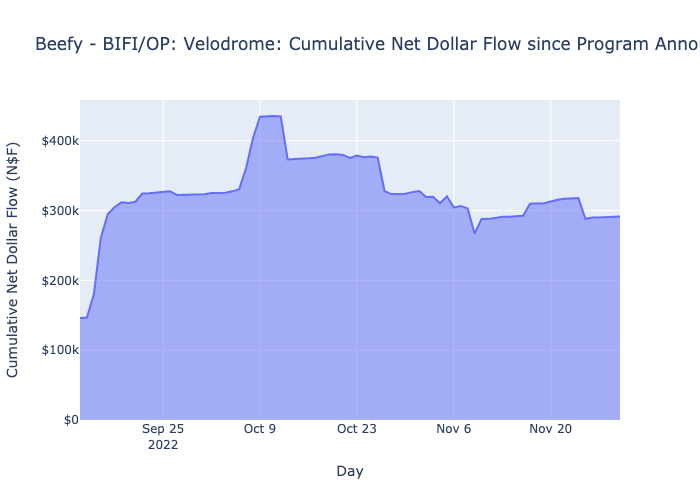 Beefy - BIFI/OP: Velodrome: Cumulative Net Dollar Flow since Program Anno
Cumulative Net Dollar Flow (N$F)
$400k
$300k
$200k
$100k
$0
Sep 25
2022
Oct 9
Oct 23
Nov 6
Nov 20
Day